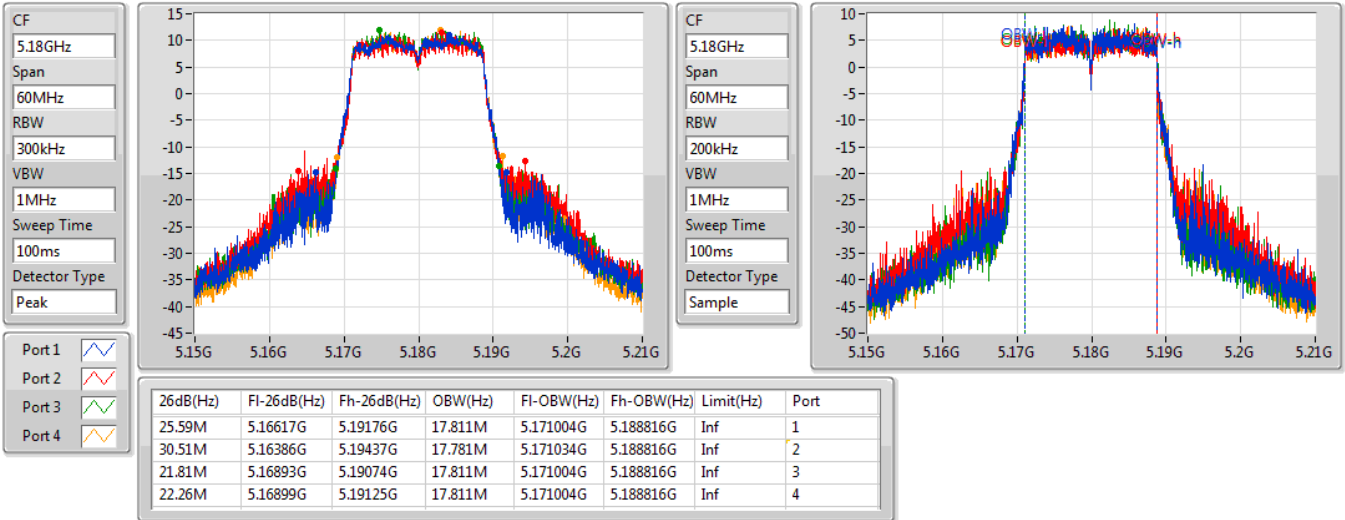 CF
5.18GHz
Span
60MHz
RBW
300kHz
VBW
1MHz
Sweep Time
100ms
Detector Type
Peak
15
10
5
0
-5
-10
-15
-20
-25
-30
-35
-40
-45
5.15G 5.16G 5.17G 5.18G 5.19G 5.2G 5.21G
CF
5.18GHz
Span
60MHz
RBW
200kHz
VBW
1MHz
Sweep Time
100ms
Detector Type
Sample
10
5
0
-5
-10
-15
-20
-25
-30
-35
-40
-45
-50
OBW-h
5.15G 5.16G 5.17G 5.18G 5.19G 5.2G 5.21G
Port 1
Port 2
Port 3
Port 4
26dB(Hz) Fl-26dB(Hz) Fh-26dB(Hz) OBW(Hz) Fl-OBW(Hz) Fh-OBW(Hz) Limit(Hz) Port
25.59M 5.16617G 5.19176G 17.811M 5.171004G 5.188816G Inf 1
30.51M 5.16386G 5.19437G 17.781M 5.171034G 5.188816G Inf 2
21.81M 5.16893G 5.19074G 17.811M 5.171004G 5.188816G Inf 3
22.26M 5.16899G 5.19125G 17.811M 5.171004G 5.188816G Inf 4